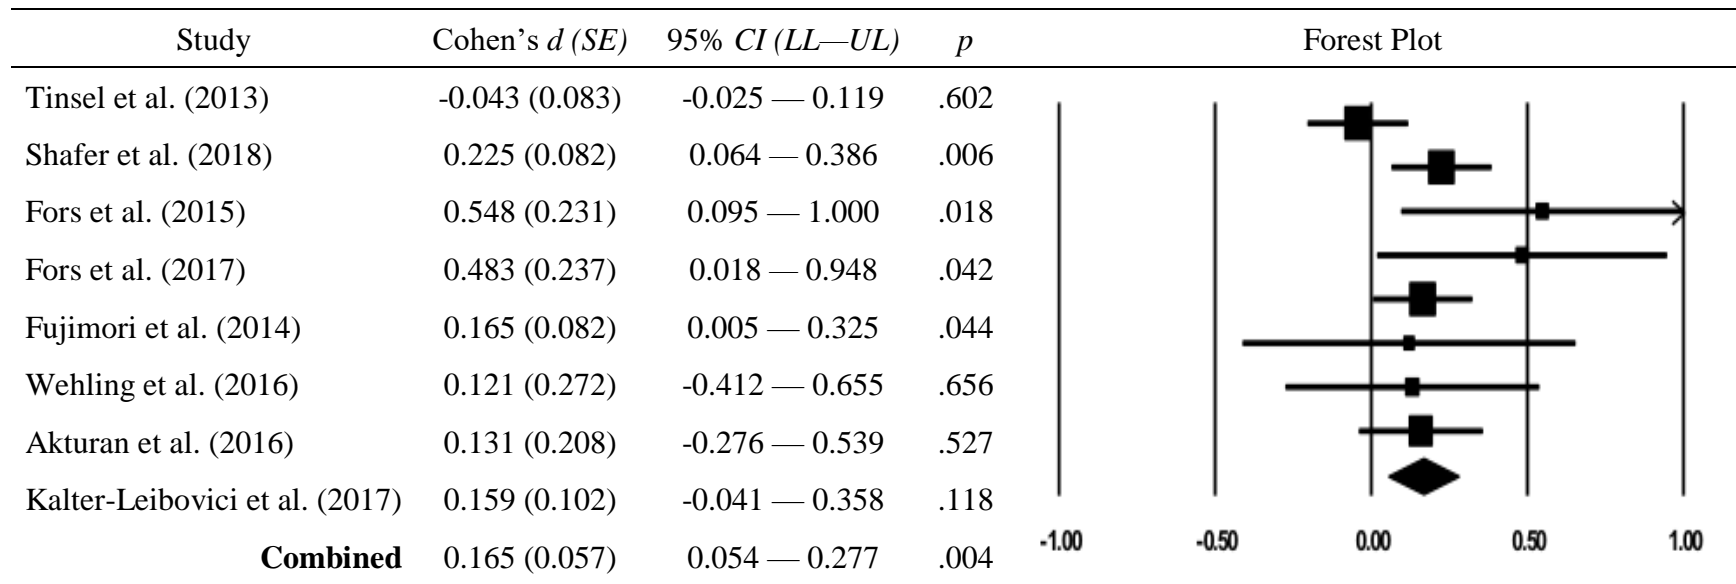 Study Cohen’s d (SE) 95% CI (LL—UL) p Forest Plot
Tinsel et al. (2013) -0.043 (0.083) -0.025 — 0.119 .602
Shafer et al. (2018) 0.225 (0.082) 0.064 — 0.386 .006
Fors et al. (2015) 0.548 (0.231) 0.095 — 1.000 .018
Fors et al. (2017) 0.483 (0.237) 0.018 — 0.948 .042
Fujimori et al. (2014) 0.165 (0.082) 0.005 — 0.325 .044
Wehling et al. (2016) 0.121 (0.272) -0.412 — 0.655 .656
Akturan et al. (2016) 0.131 (0.208) -0.276 — 0.539 .527
Kalter-Leibovici et al. (2017) 0.159 (0.102) -0.041 — 0.358 .118
Combined 0.165 (0.057) 0.054 — 0.277 .004
-1.00 -0.50 0.00 0.50 1.00